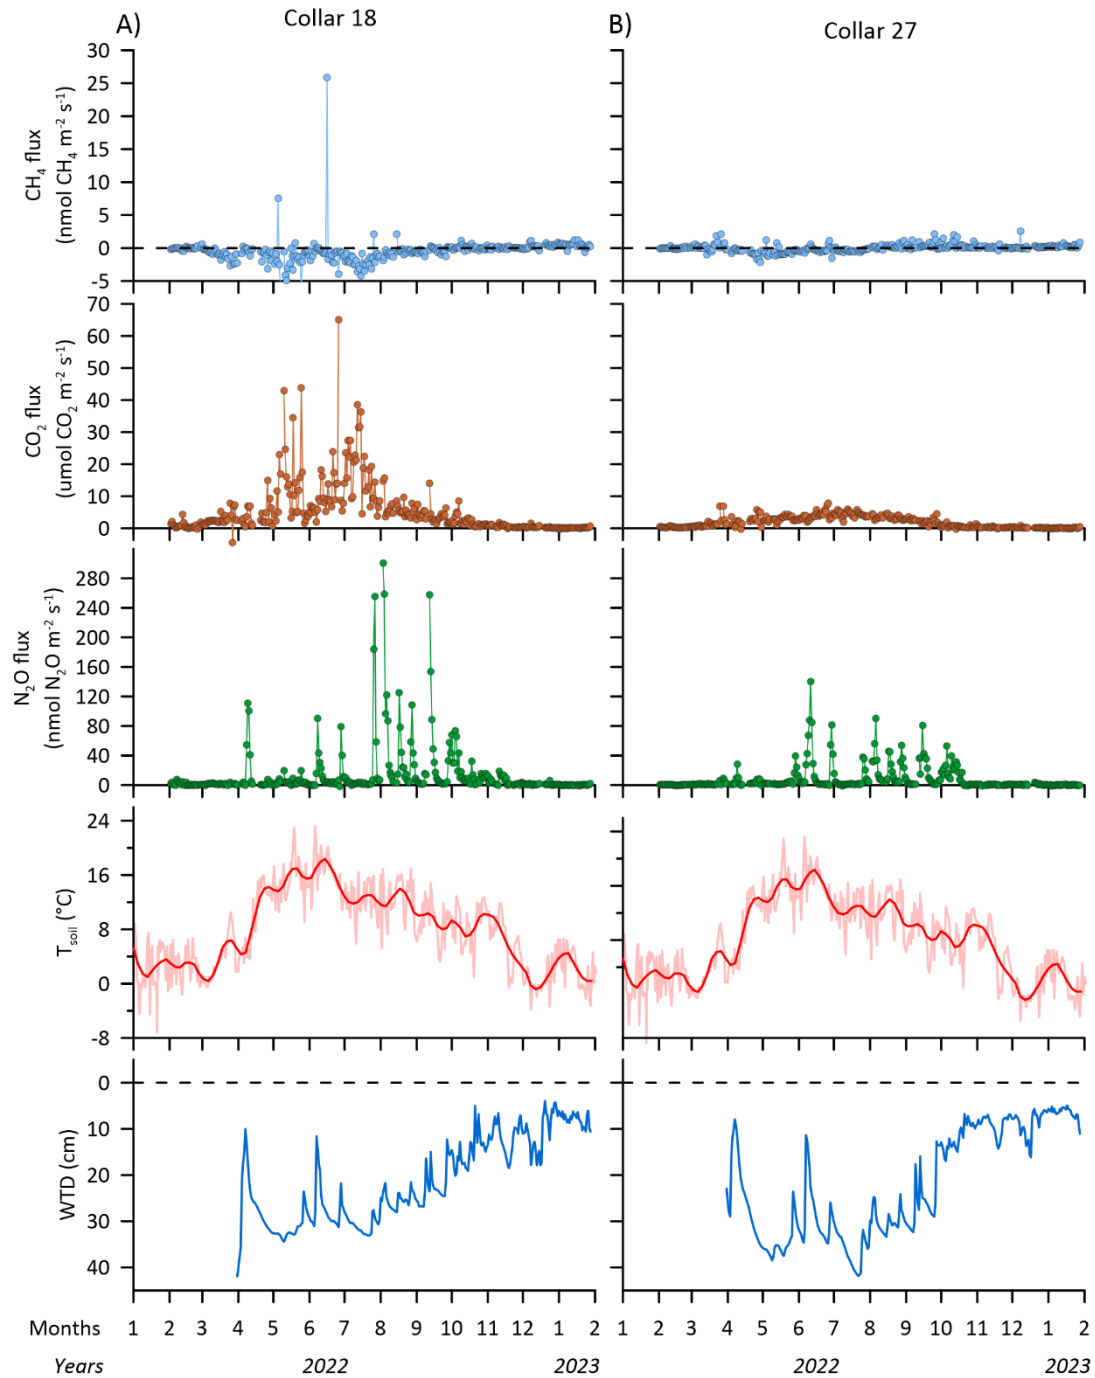 A)
Collar 18
B)
Collar 27
CH₄ flux
(nmol CH₄ m⁻² s⁻¹)
30
25
20
15
10
5
0
-5
CO₂ flux
(umol CO₂ m⁻² s⁻¹)
70
60
50
40
30
20
10
0
N₂O flux
(nmol N₂O m⁻² s⁻¹)
280
240
200
160
120
80
40
0
Tsoil (°C)
24
16
8
0
-8
WTD (cm)
0
10
20
30
40
Months 1 2 3 4 5 6 7 8 9 10 11 12 1 2 1 2 3 4 5 6 7 8 9 10 11 12 1 2
Years 2022 2023 2022 2023